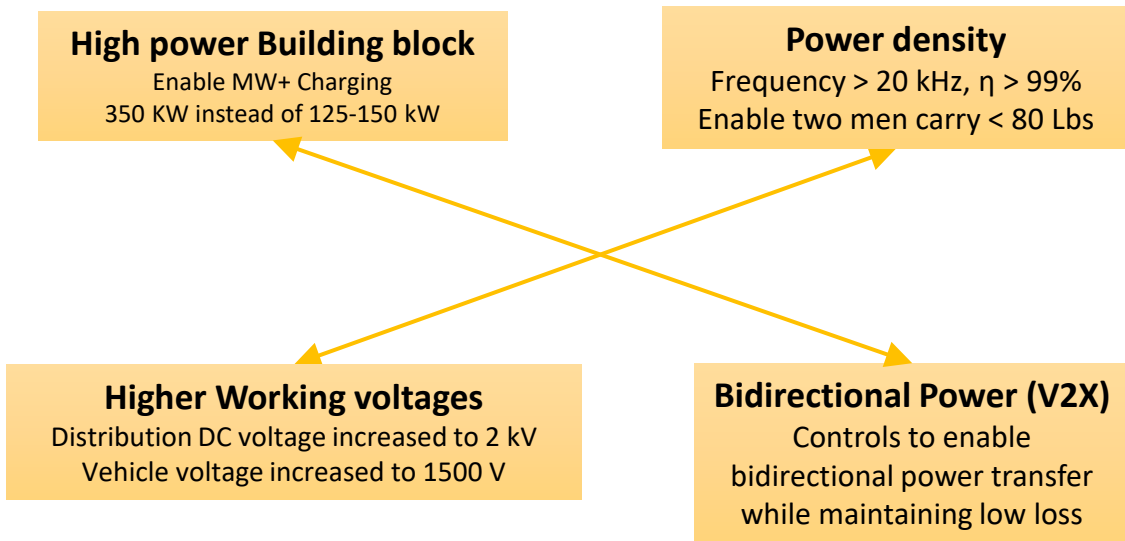 High power Building block
Enable MW+ Charging
350 KW instead of 125-150 kW
Power density
Frequency > 20 kHz, η > 99%
Enable two men carry < 80 Lbs
Higher Working voltages
Distribution DC voltage increased to 2 kV
Vehicle voltage increased to 1500 V
Bidirectional Power (V2X)
Controls to enable
bidirectional power transfer
while maintaining low loss